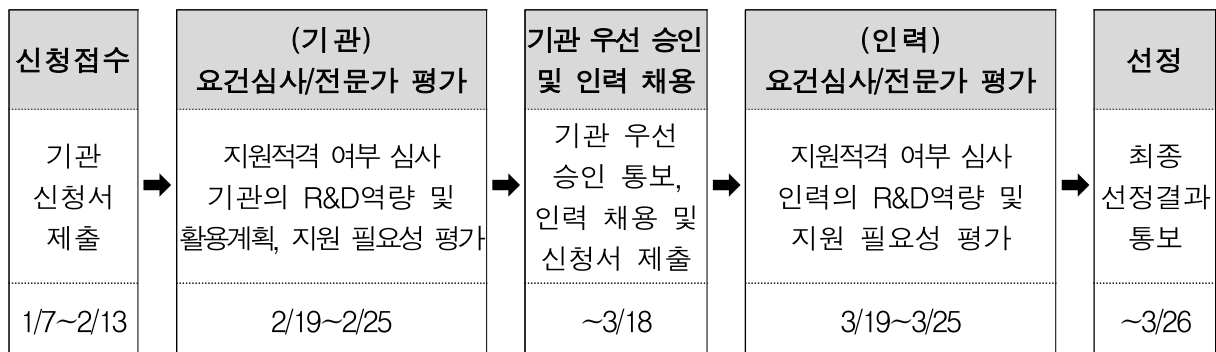 신청접수
기관
신청서
제출
1/7~2/13
(기관)
요건심사/전문가 평가
지원적격 여부 심사
기관의 R&D역량 및
활용계획, 지원 필요성 평가
2/19~2/25
기관 우선 승인
및 인력 채용
기관 우선
승인 통보,
인력 채용 및
신청서 제출
~3/18
(인력)
요건심사/전문가 평가
지원적격 여부 심사
인력의 R&D역량 및
지원 필요성 평가
3/19~3/25
선정
최종
선정결과
통보
~3/26